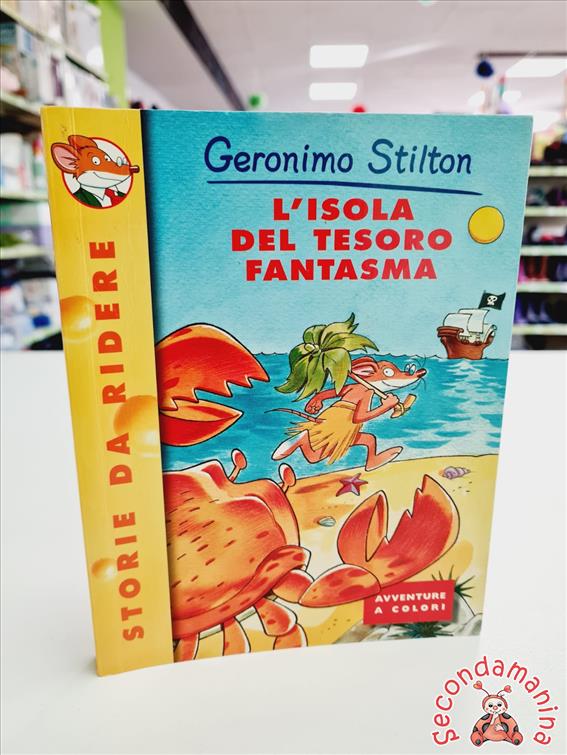 Geronimo Stilton
L'ISOLA
DEL TESORO
FANTASMA
STORIE DA RIDERE
AVVENTURE
A COLORI
Secondamanina